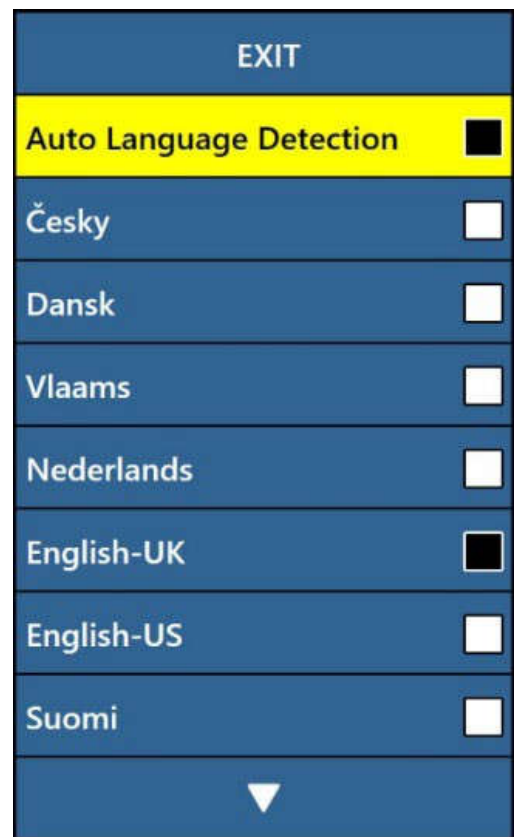 EXIT
Auto Language Detection
Česky
Dansk
Vlaams
Nederlands
English-UK
English-US
Suomi